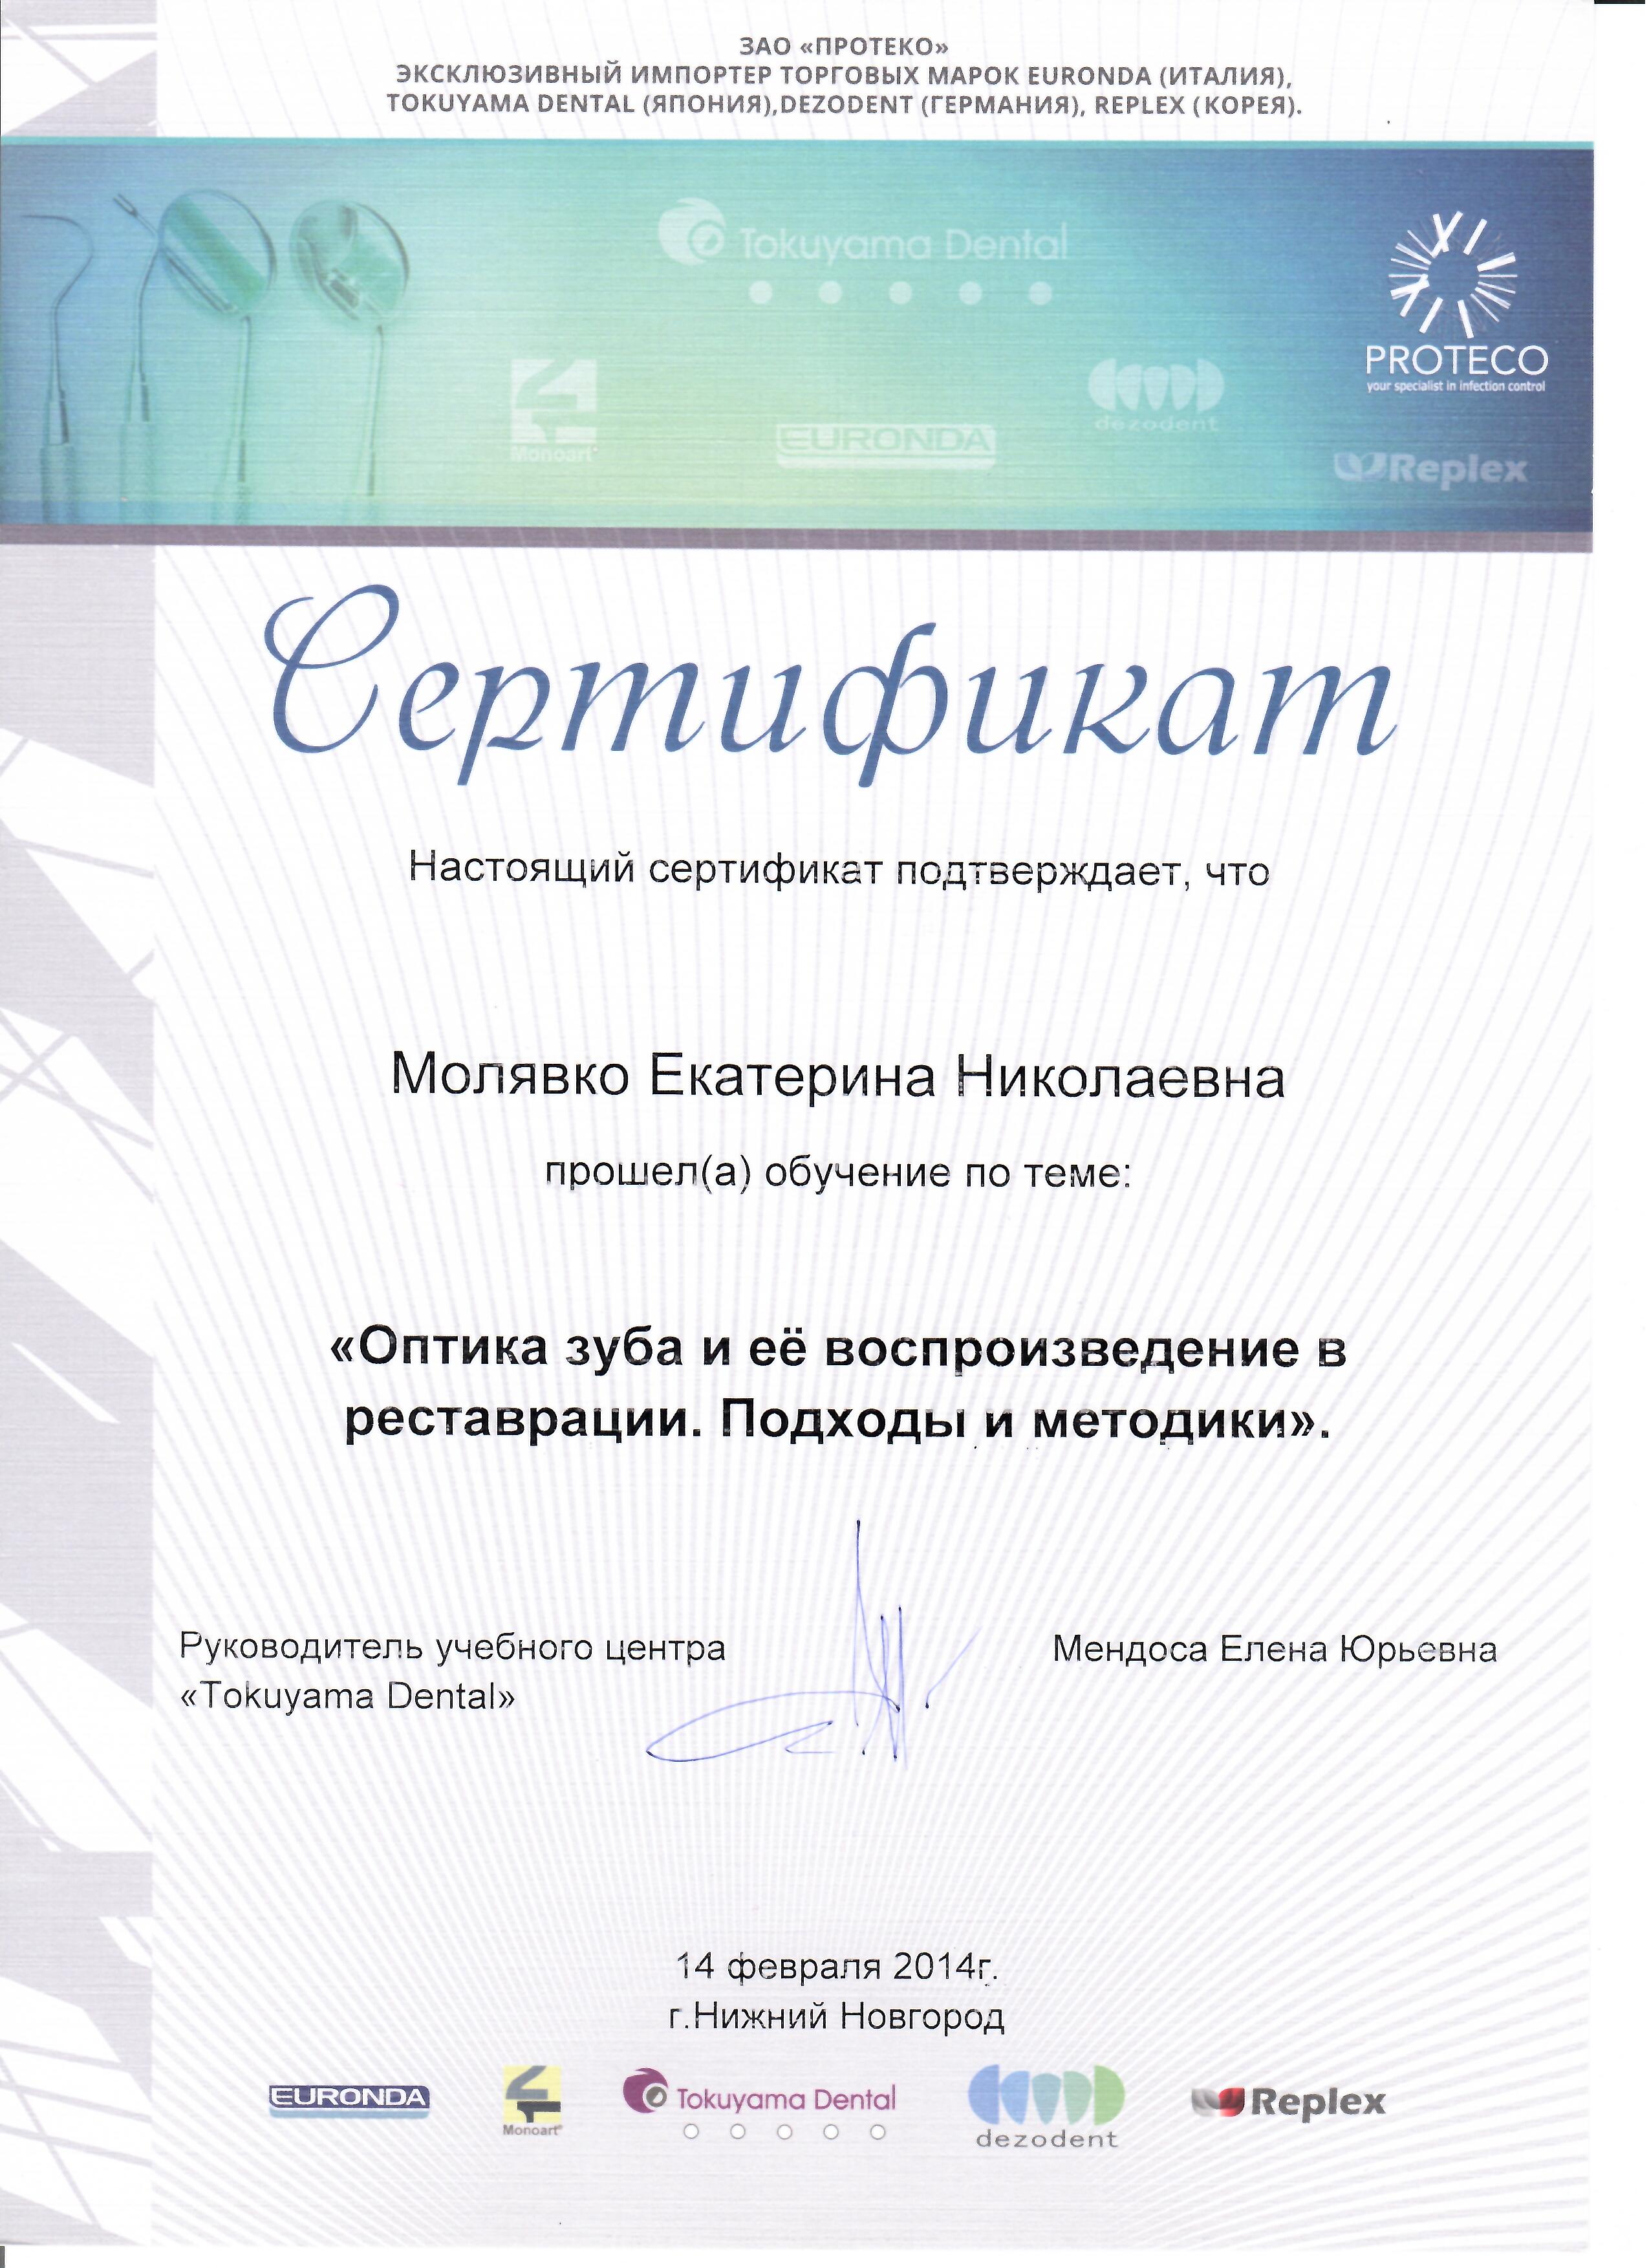 ЗАО «ПРОТЕКО»
ЭКСКЛЮЗИВНЫЙ ИМПОРТЕР ТОРГОВЫХ МАРОК EURONDA (ИТАЛИЯ),
TOKUYAMA DENTAL (ЯПОНИЯ),DEZODENT (ГЕРМАНИЯ), REPLEX (КОРЕЯ).
Tokuyama Dental
PROTECO
your specialist in infection control
Monoart®
EURONDA
dezodent
Replex
Сертификат
Настоящий сертификат подтверждает, что
Молявко Екатерина Николаевна
прошел(а) обучение по теме:
«Оптика зуба и её воспроизведение в
реставрации. Подходы и методики».
Руководитель учебного центра
«Tokuyama Dental»
Мендоса Елена Юрьевна
14 февраля 2014г.
г.Нижний Новгород
EURONDA
Monoart®
Tokuyama Dental
dezodent
Replex